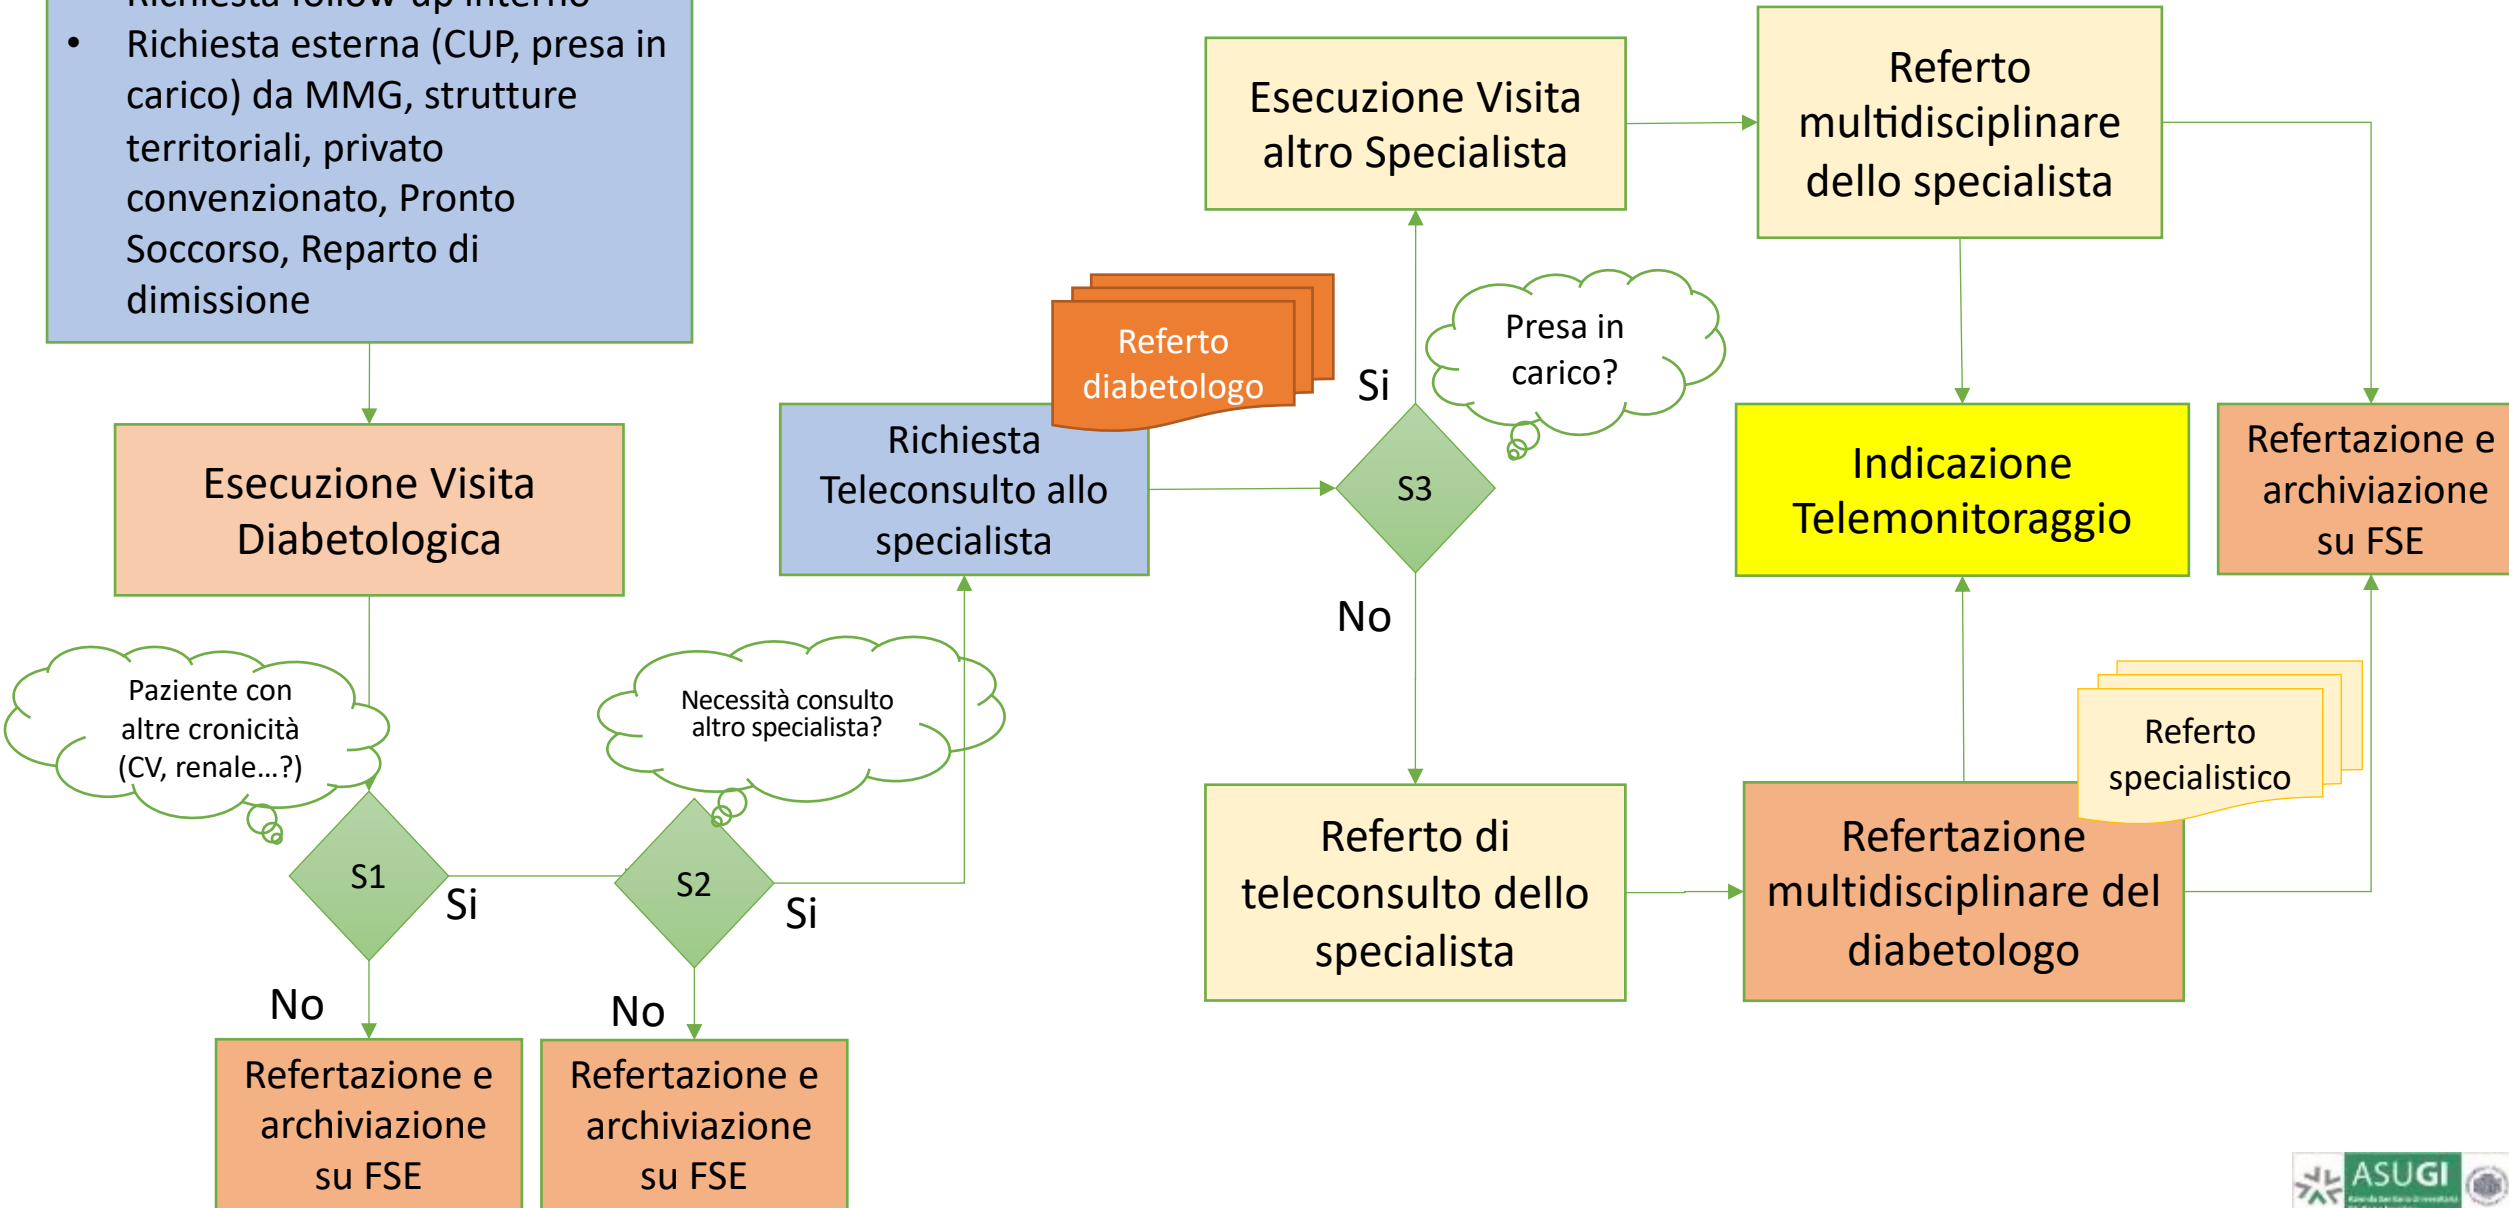 Richiesta follow-up interno
• Richiesta esterna (CUP, presa in
carico) da MMG, strutture
territoriali, privato
convenzionato, Pronto
Soccorso, Reparto di
dimissione
Esecuzione Visita
Diabetologica
Paziente con
altre cronicità
(CV, renale...?)
S1
Si
No
Refertazione e
archiviazione
su FSE
Necessità consulto
altro specialista?
S2
Si
No
Refertazione e
archiviazione
su FSE
Referto
diabetologo
Richiesta
Teleconsulto allo
specialista
Presa in
carico?
S3
Si
No
Esecuzione Visita
altro Specialista
Referto
multidisciplinare
dello specialista
Indicazione
Telemonitoraggio
Refertazione e
archiviazione
su FSE
Referto di
teleconsulto dello
specialista
Referto
specialistico
Refertazione
multidisciplinare del
diabetologo
ASUGI